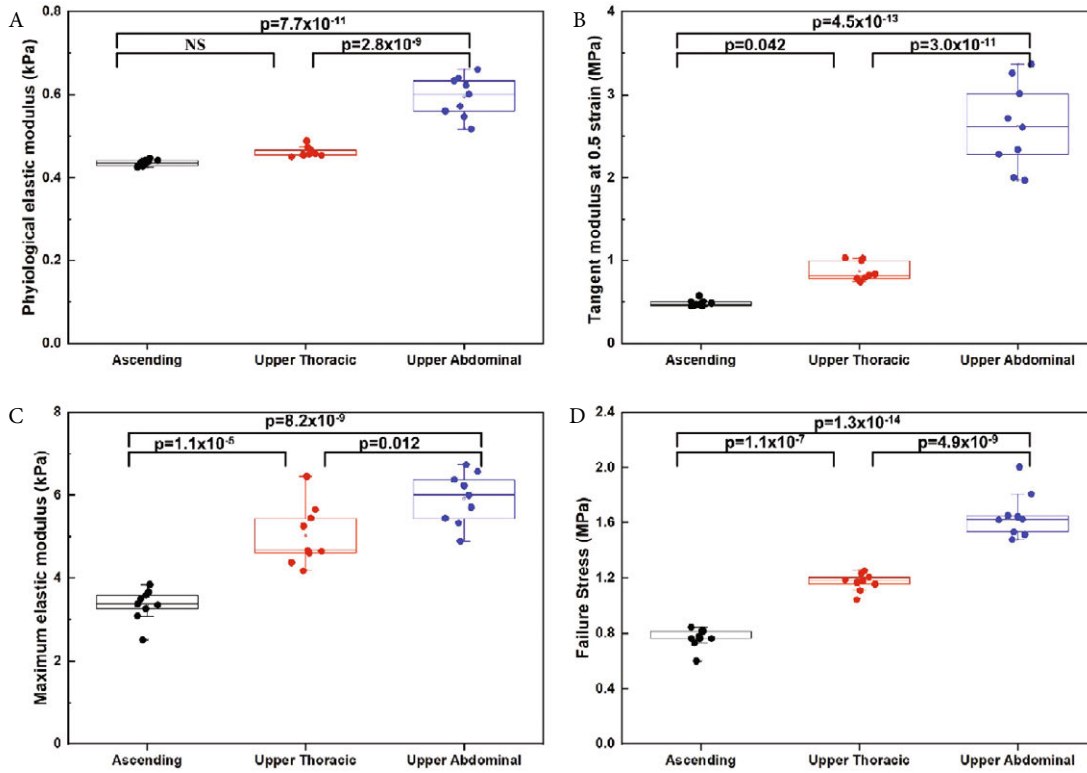 A
Phyiological elastic modulus (kPa)
0.8
0.6
0.4
0.2
0.0
p=7.7x10-11
NS
p=2.8x10-9
Ascending
Upper Thoracic
Upper Abdominal
B
Tangent modulus at 0.5 strain (MPa)
4
3
2
1
0
p=4.5x10-13
p=0.042
p=3.0x10-11
Ascending
Upper Thoracic
Upper Abdominal
C
Maximum elastic modulus (kPa)
8
6
4
2
0
p=8.2x10-9
p=1.1x10-5
p=0.012
Ascending
Upper Thoracic
Upper Abdominal
D
Failure Stress (MPa)
2.4
2.0
1.6
1.2
0.8
0.4
0.0
p=1.3x10-14
p=1.1x10-7
p=4.9x10-9
Ascending
Upper Thoracic
Upper Abdominal